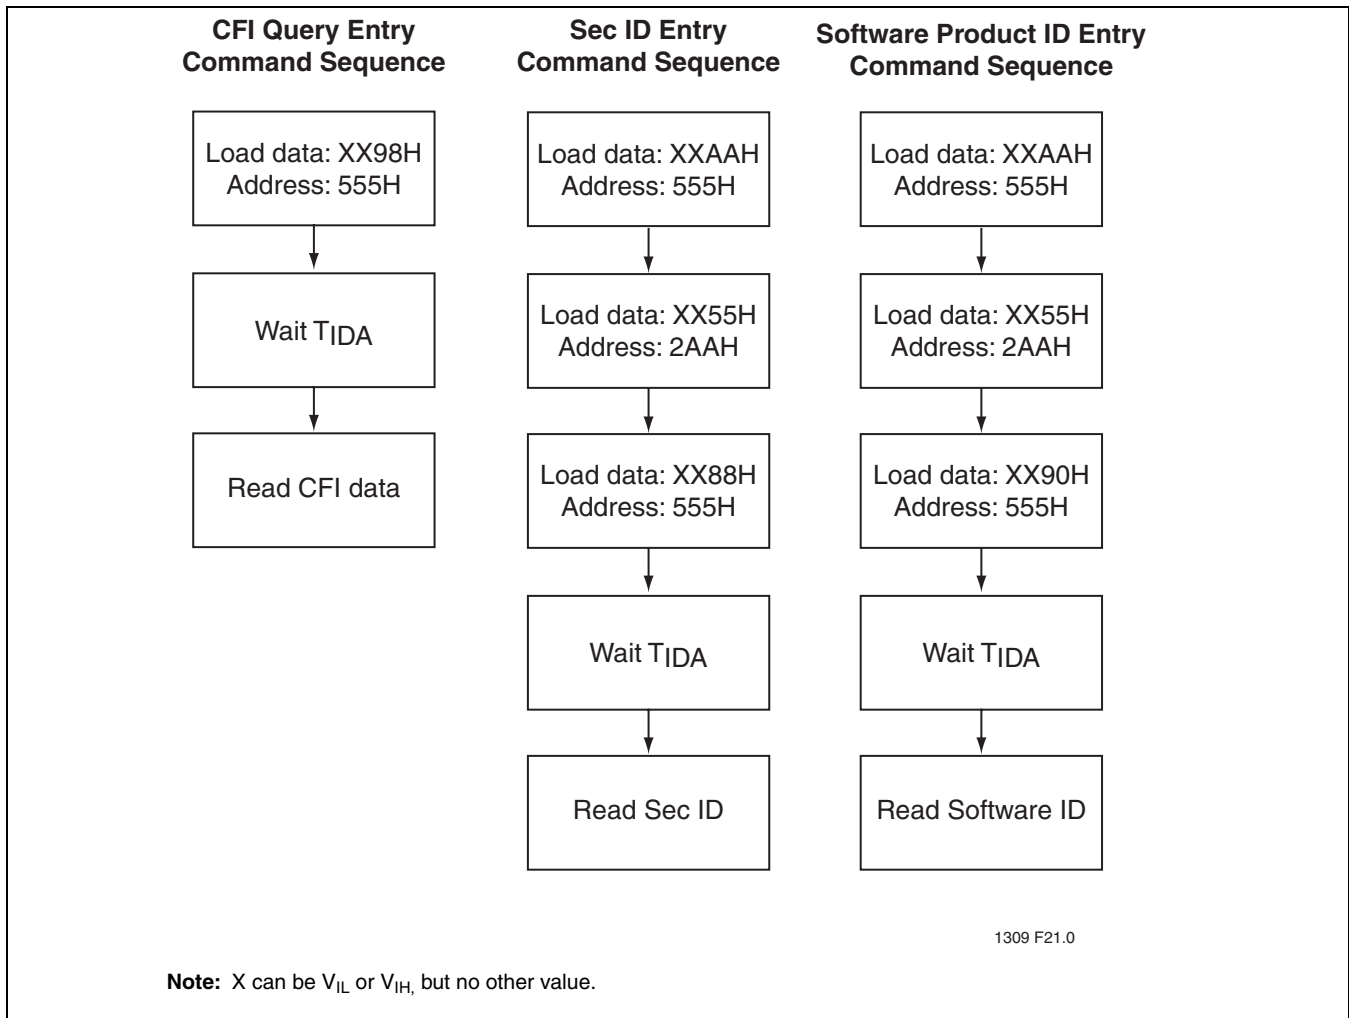 CFI Query Entry
Command Sequence
Load data: XX98H
Address: 555H
Wait TIDA
Read CFI data
Sec ID Entry
Command Sequence
Load data: XXAAH
Address: 555H
Load data: XX55H
Address: 2AAH
Load data: XX88H
Address: 555H
Wait TIDA
Read Sec ID
Software Product ID Entry
Command Sequence
Load data: XXAAH
Address: 555H
Load data: XX55H
Address: 2AAH
Load data: XX90H
Address: 555H
Wait TIDA
Read Software ID
1309 F21.0
Note: X can be VIL or VIH, but no other value.